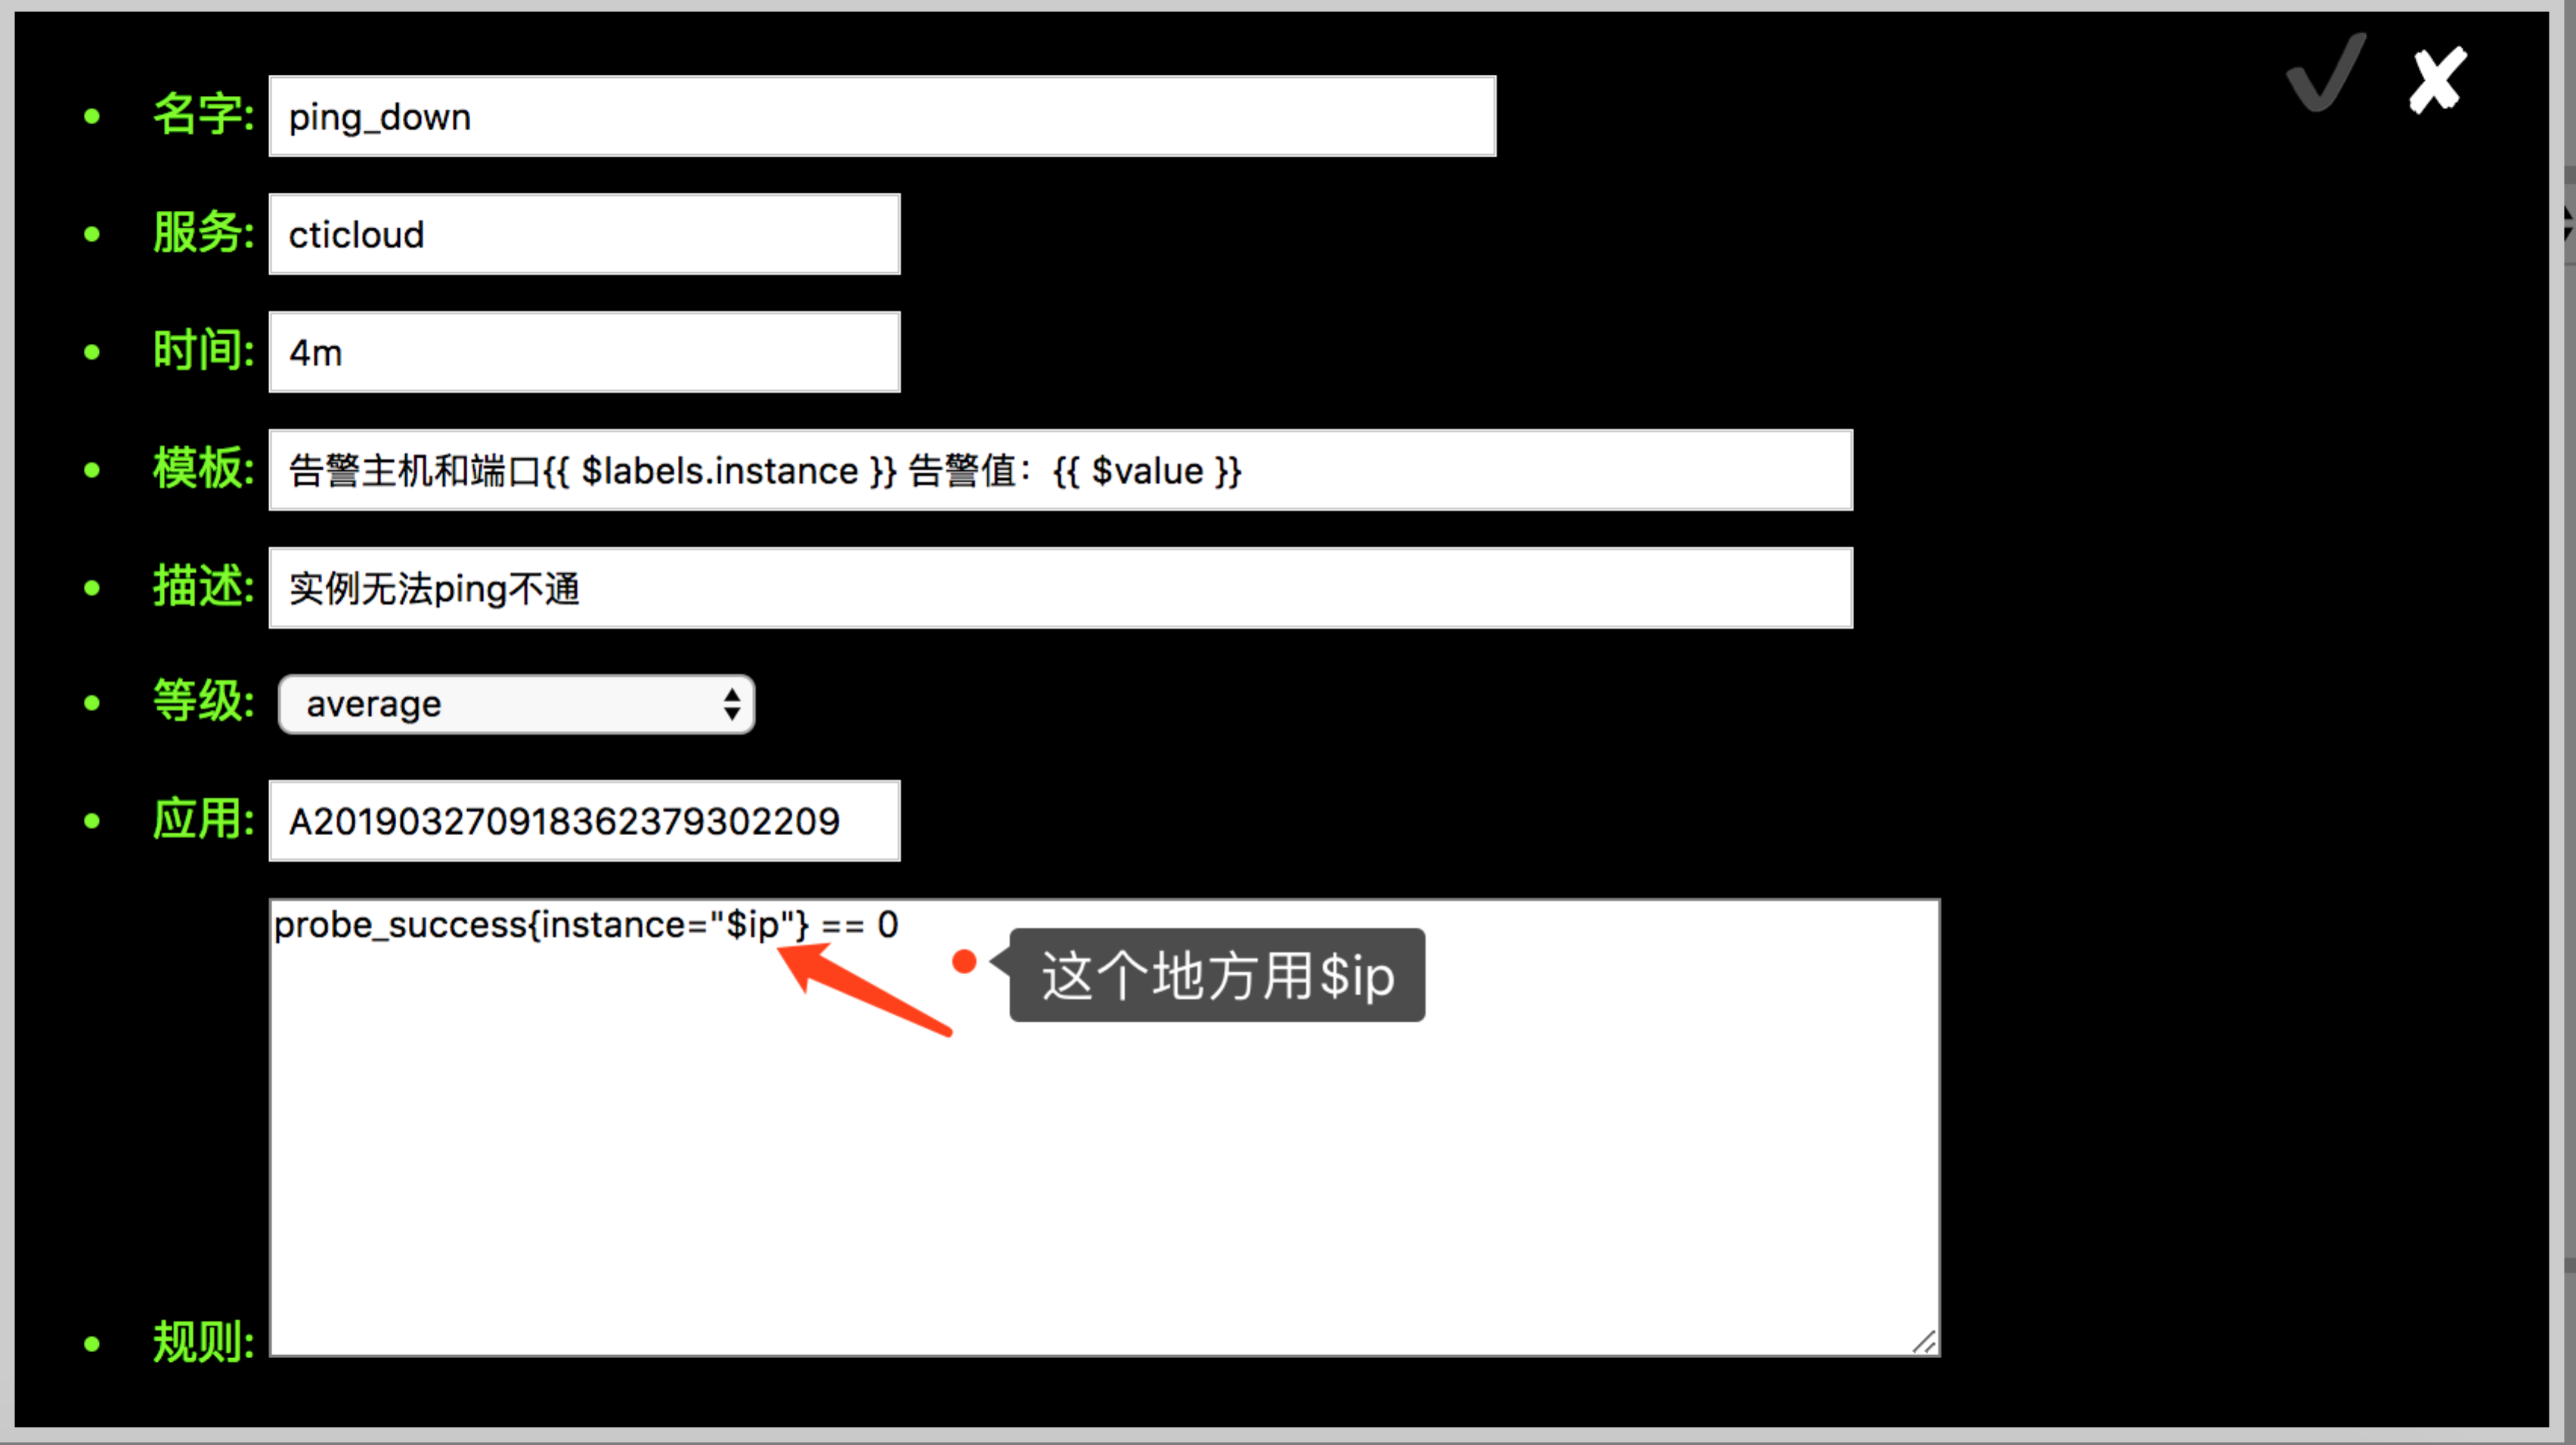 名字: ping_down
服务: cticloud
时间: 4m
模板: 告警主机和端口{{ $labels.instance }} 告警值：{{ $value }}
描述: 实例无法ping不通
等级: average
应用: A20190327091836237930​2209
probe_success{instance="$ip"} == 0
这个地方用$ip
规则: